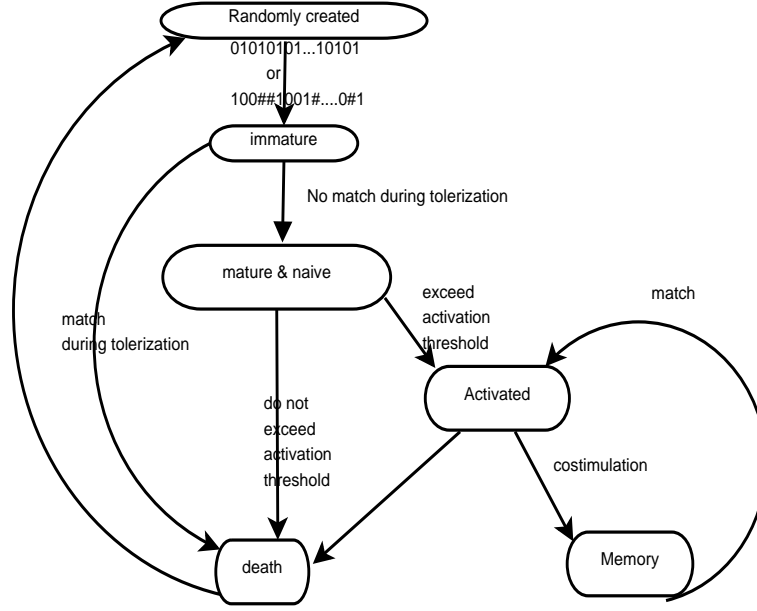 Randomly created
01010101...10101
or
100##1001#....0#1
immature
No match during tolerization
mature & naive
exceed
activation
threshold
match
match
during tolerization
Activated
do not
exceed
activation
threshold
costimulation
death
Memory